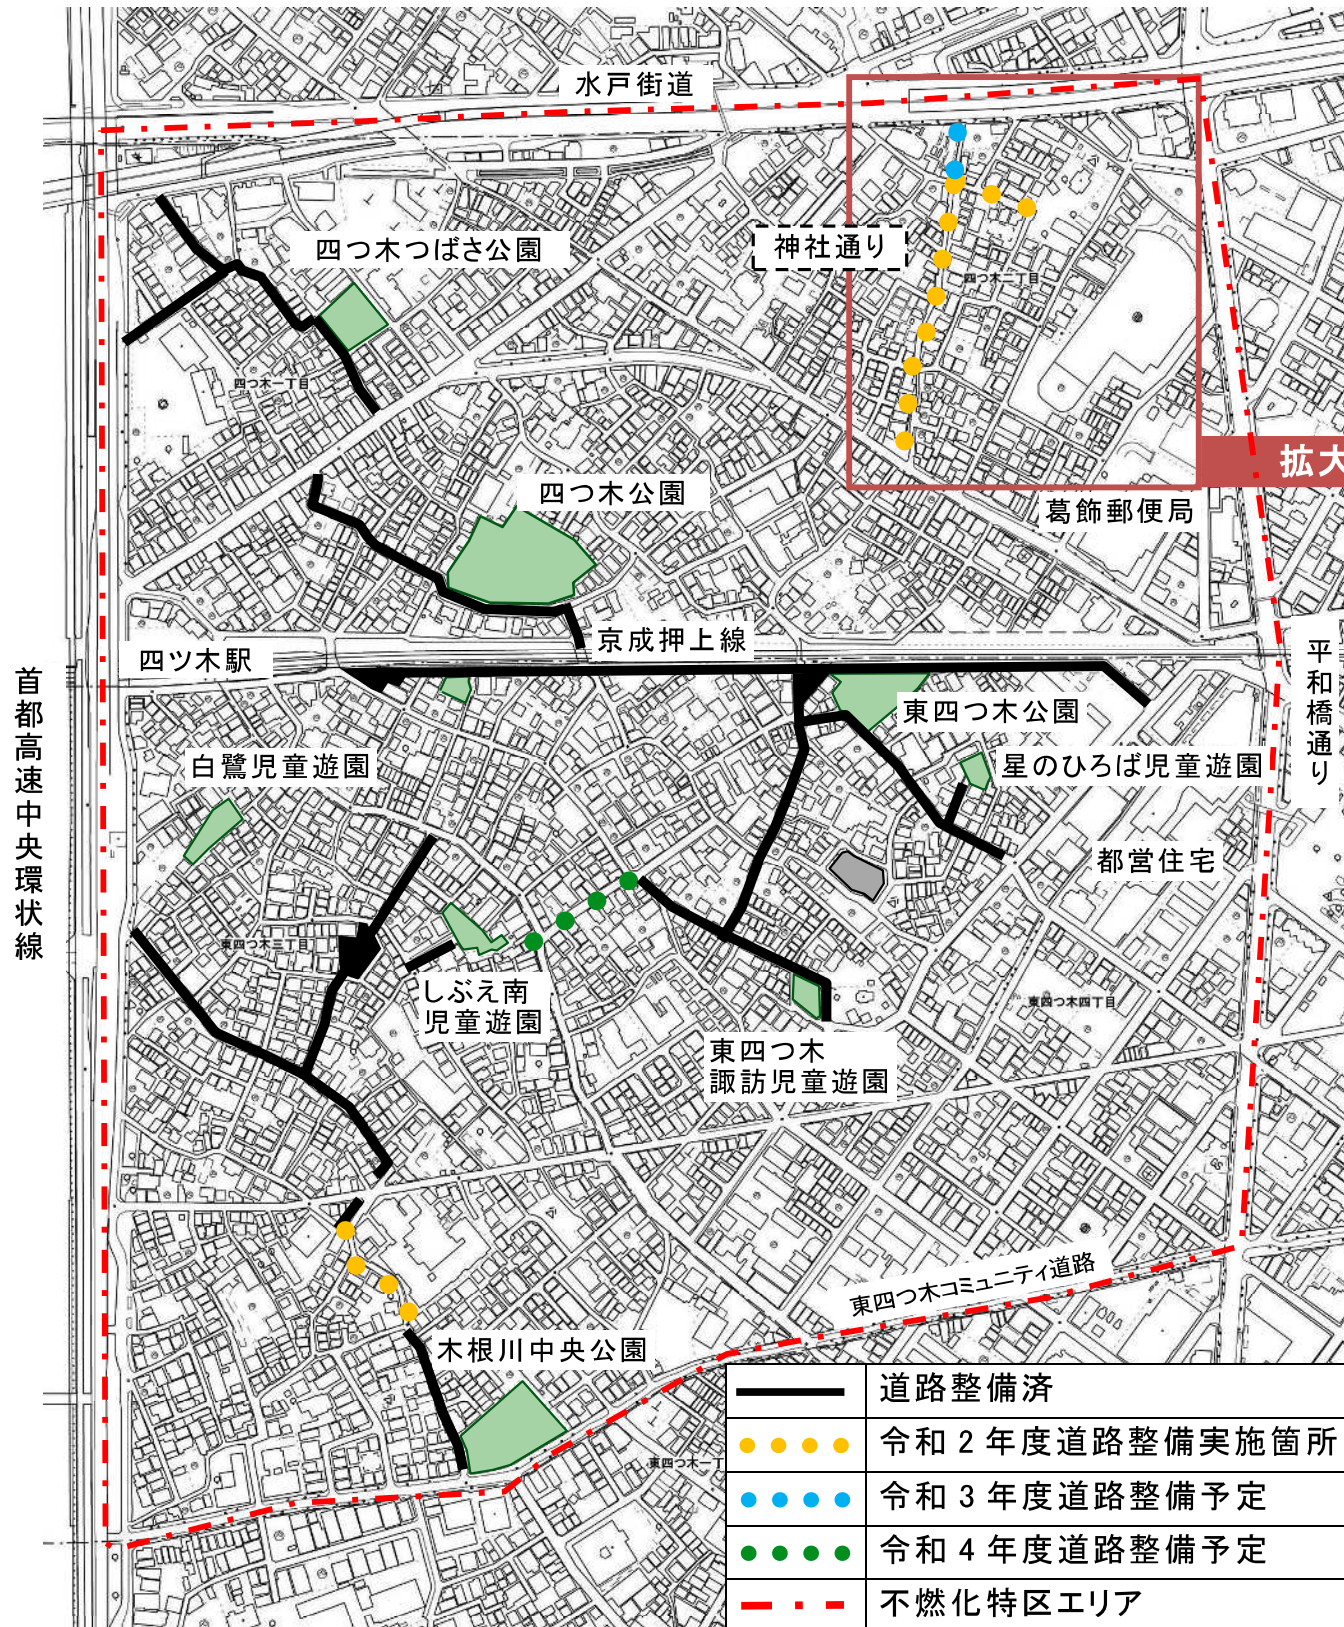 水戸街道
四つ木つばさ公園
神社通り
四つ木二丁目
四つ木一丁目
拡大
四つ木公園
葛飾郵便局
京成押上線
四ツ木駅
平和橋通り
首都高速中央環状線
東四つ木公園
白鷺児童遊園
星のひろば児童遊園
都営住宅
東四つ木三丁目
しぶえ南
児童遊園
東四つ木四丁目
東四つ木
諏訪児童遊園
東四つ木コミュニティ道路
木根川中央公園
東四つ木一丁
道路整備済
令和2年度道路整備実施箇所
令和3年度道路整備予定
令和4年度道路整備予定
不燃化特区エリア